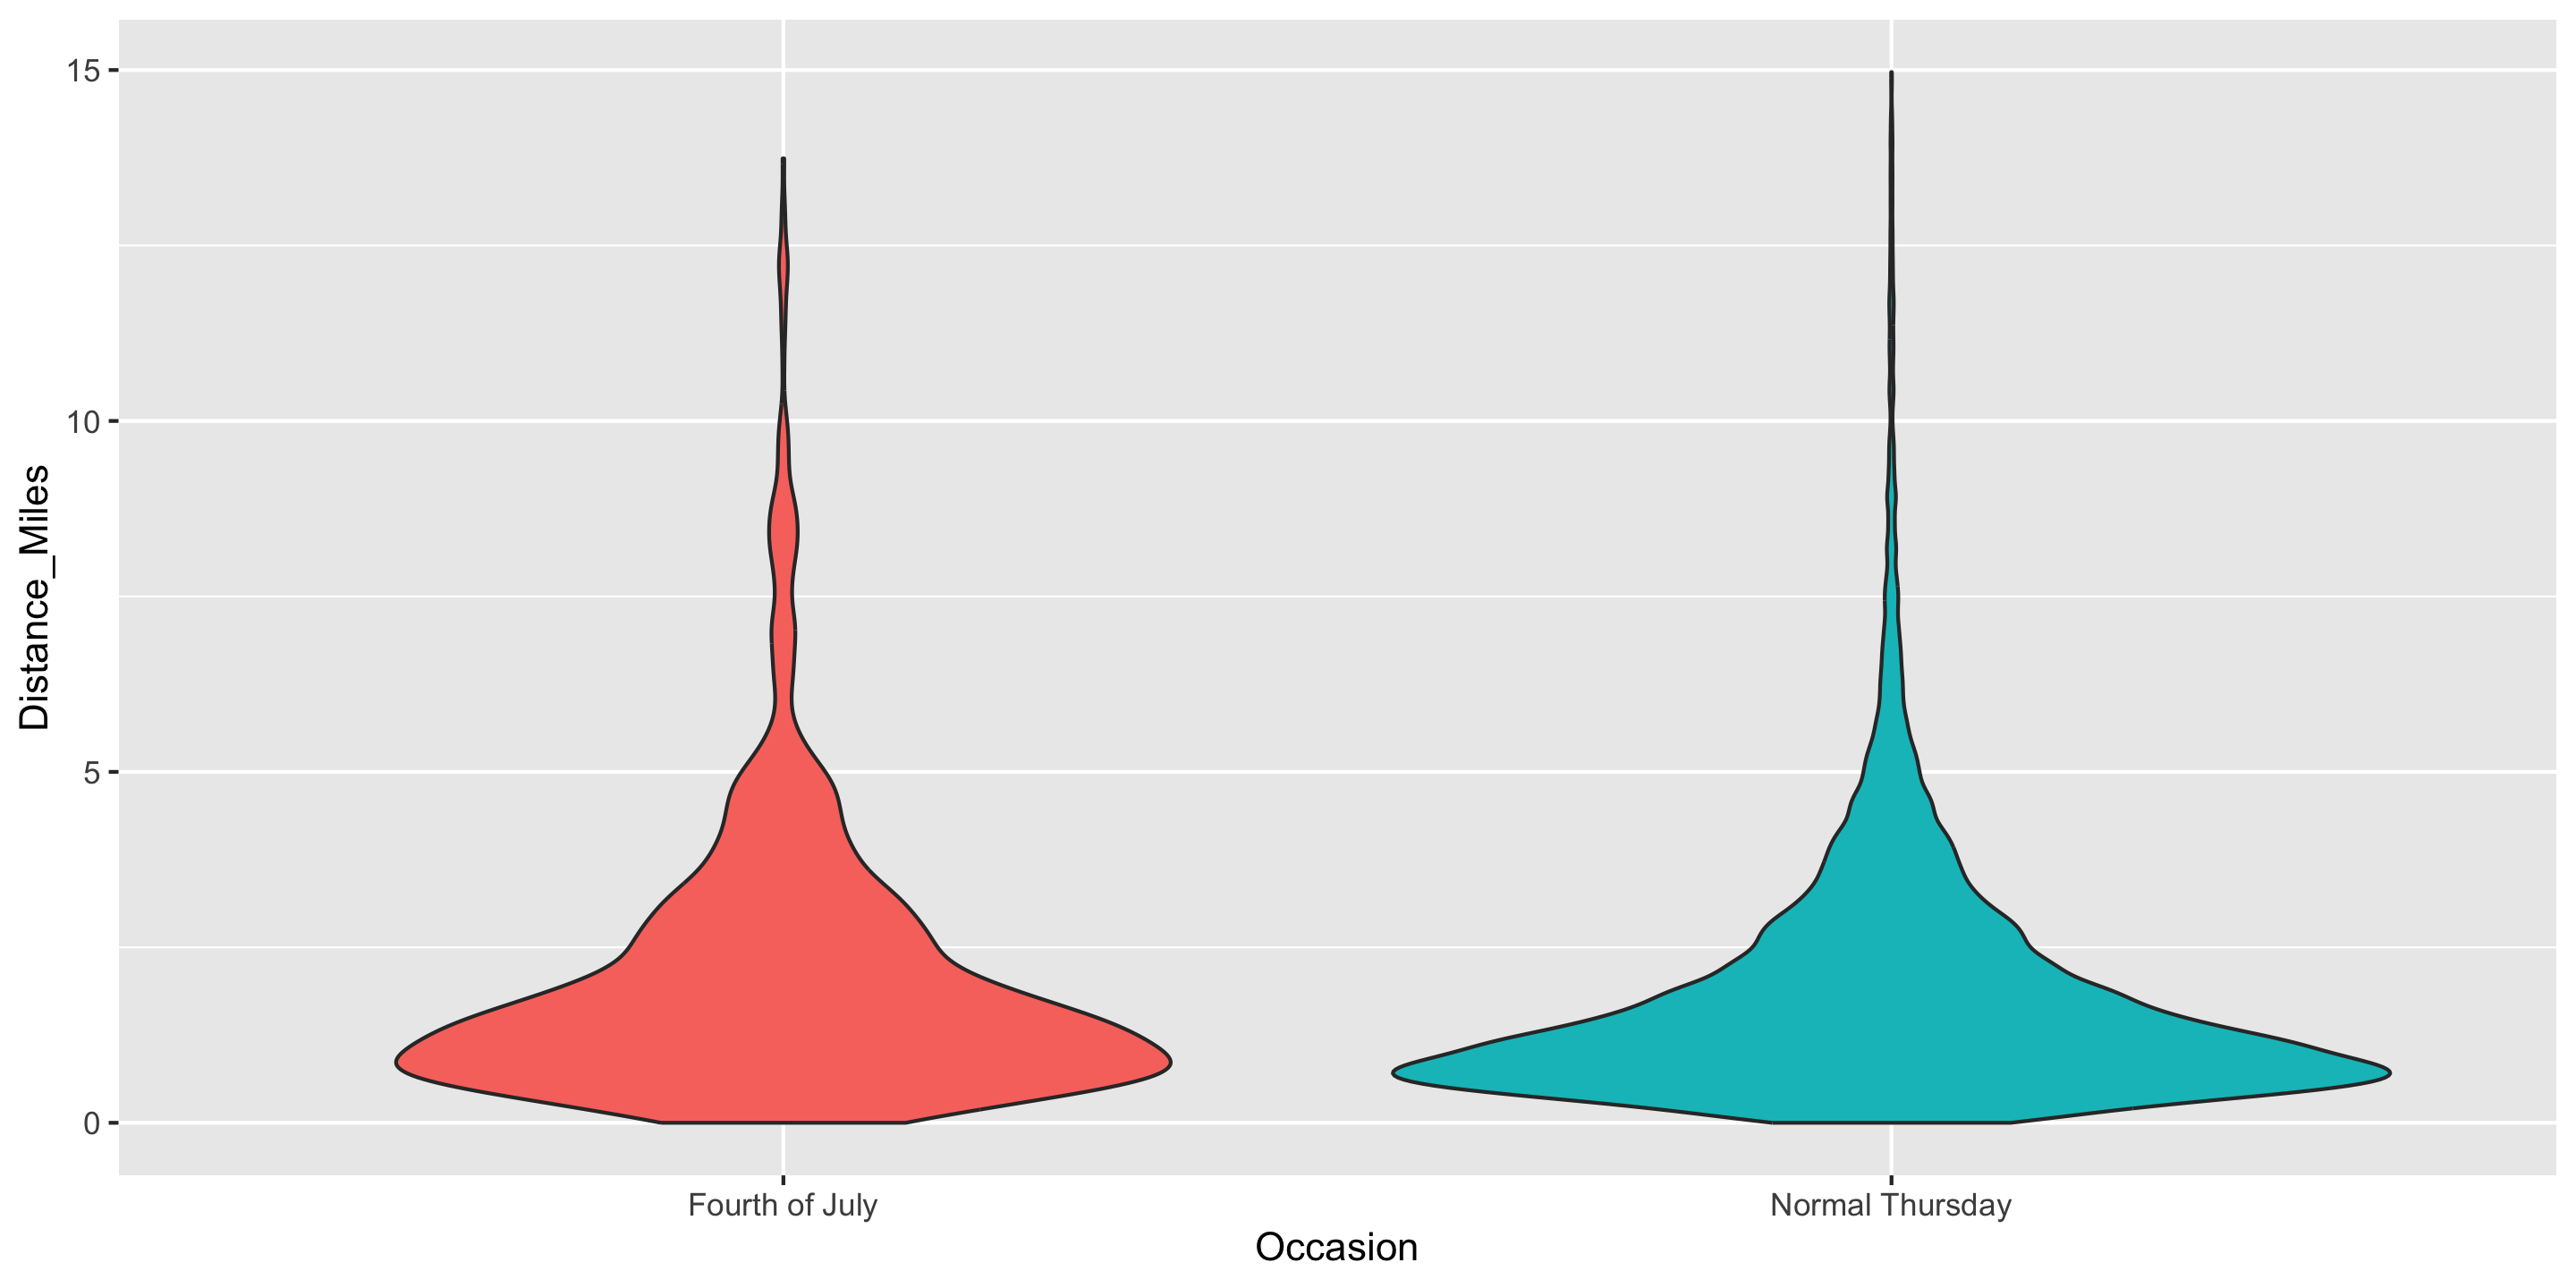 15
10
5
0
Distance_Miles
Fourth of July
Normal Thursday
Occasion